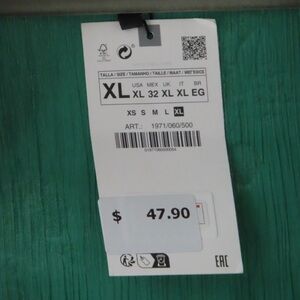 TALLA / SIZE / TAMANHO / TAILLE / MAAT /
XL
USA MEX UK IT BR
XL 32 XL XL EG
XS S M L XL
ART.: 1971/060/500
$ 47.90
EAC